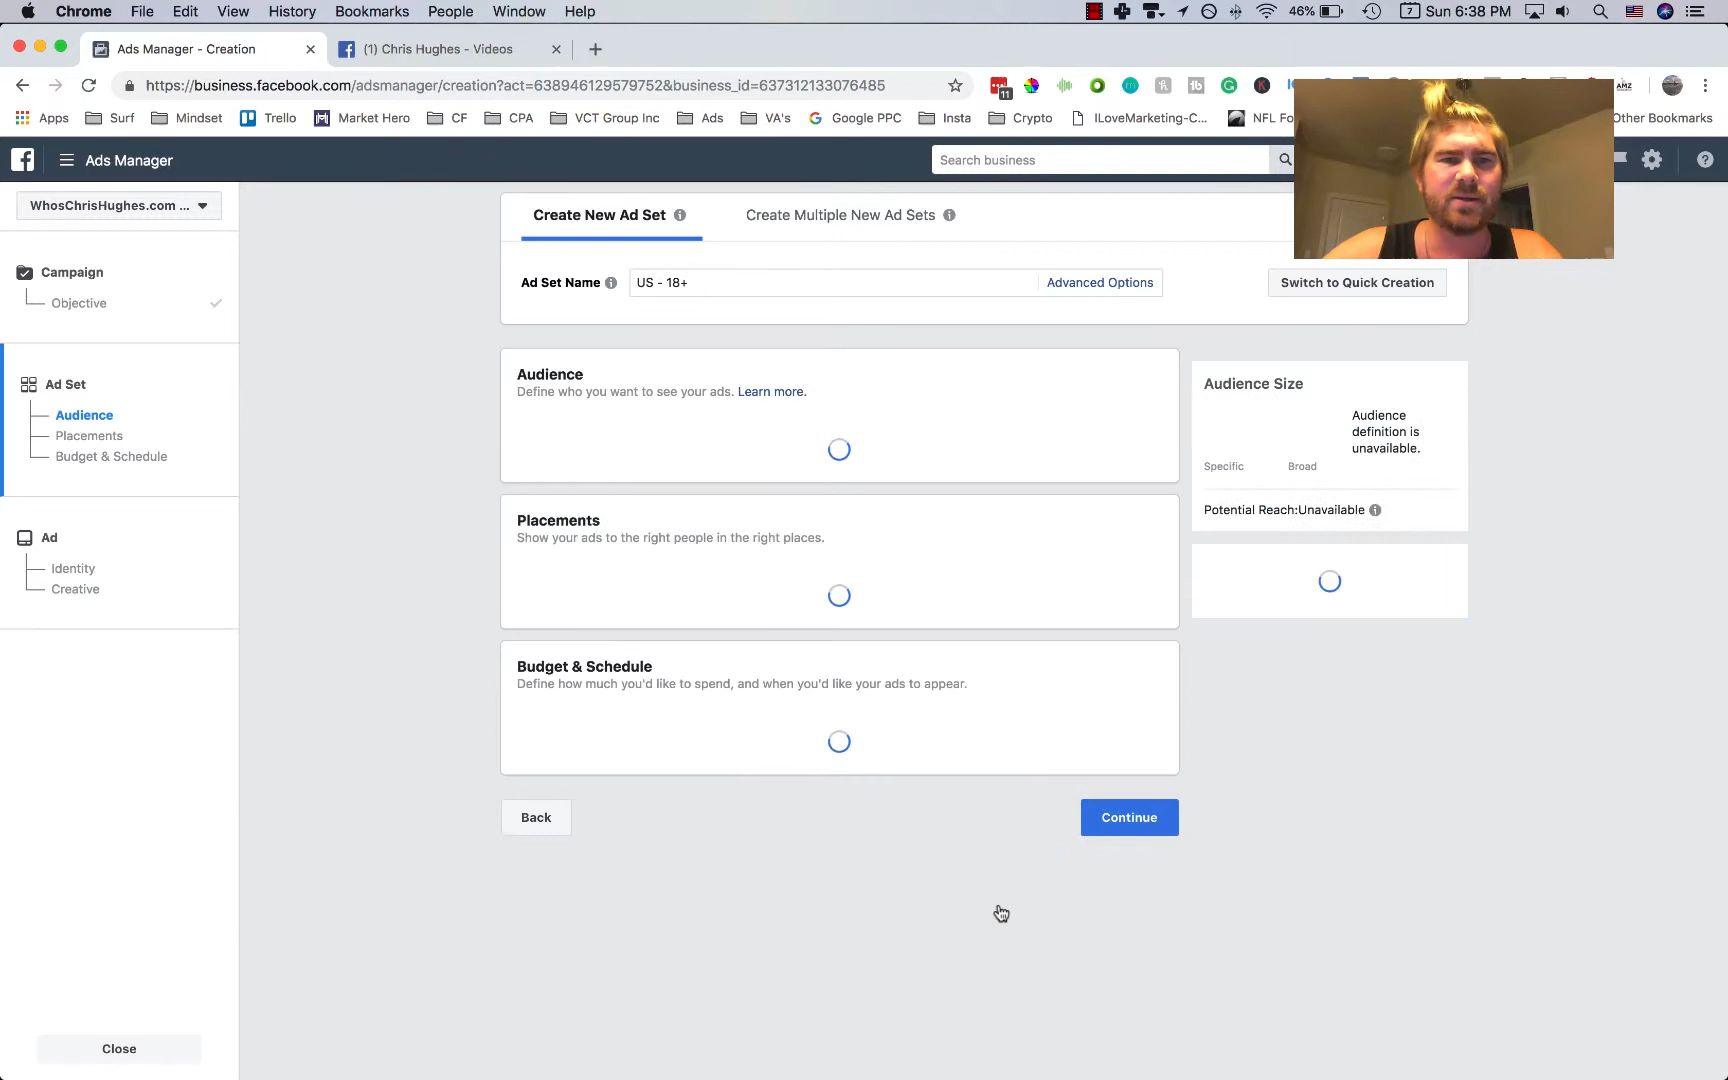 Chrome File Edit View History Bookmarks People Window Help 46% 7 Sun 6:38 PM
Ads Manager - Creation (1) Chris Hughes - Videos
https://business.facebook.com/adsmanager/creation?act=638946129579752&business_id=637312133076485 11 AMZ
Apps Surf Mindset Trello Market Hero CF CPA VCT Group Inc Ads VA's Google PPC Insta Crypto ILoveMarketing-C... NFL Fo Other Bookmarks
Ads Manager Search business
WhosChrisHughes.com ...
Create New Ad Set Create Multiple New Ad Sets
Campaign
Objective
Ad Set Name US - 18+ Advanced Options Switch to Quick Creation
Ad Set
Audience
Placements
Budget & Schedule
Ad
Identity
Creative
Close
Audience
Define who you want to see your ads. Learn more.
Placements
Show your ads to the right people in the right places.
Budget & Schedule
Define how much you'd like to spend, and when you'd like your ads to appear.
Back Continue
Audience Size
Audience
definition is
unavailable.
Specific Broad
Potential Reach:Unavailable